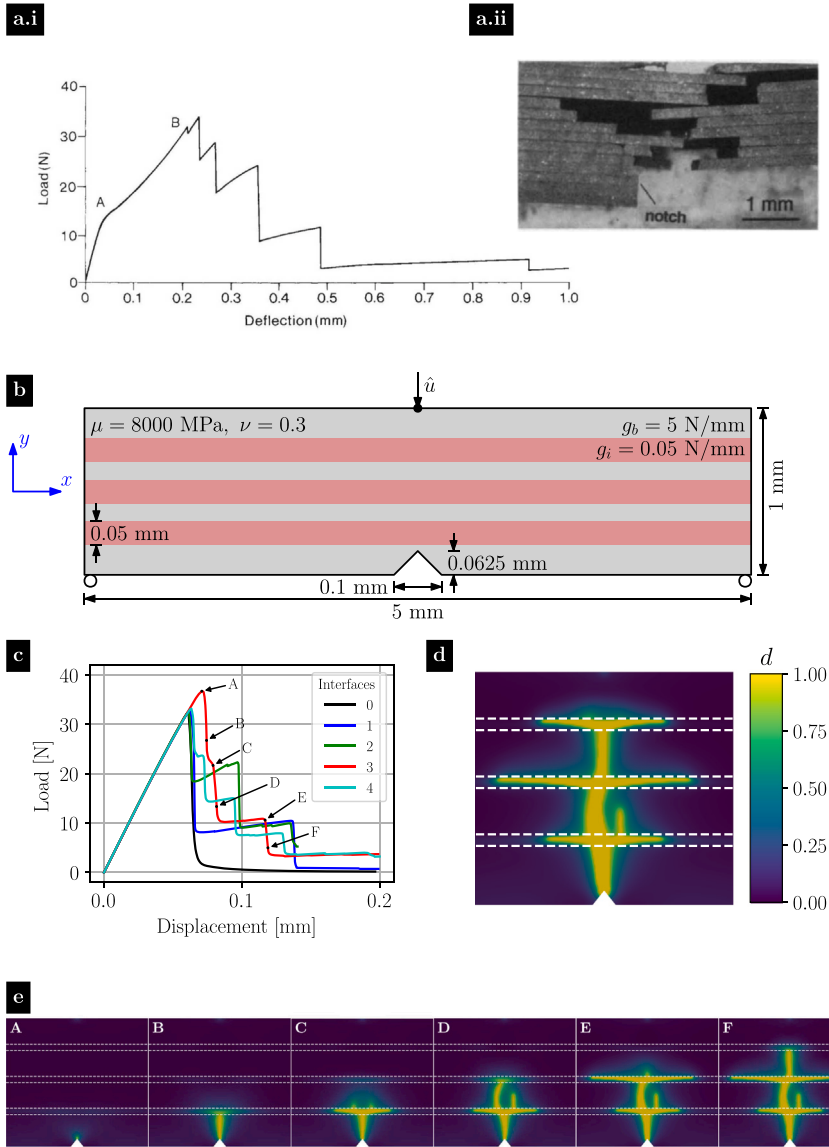 a.i
a.ii
40
30
20
10
0
Load (N)
A
B
0 0.1 0.2 0.3 0.4 0.5 0.6 0.7 0.8 0.9 1.0
Deflection (mm)
notch
1 mm
b
û
μ = 8000 MPa, ν = 0.3
g_b = 5 N/mm
g_i = 0.05 N/mm
y
x
0.05 mm
0.0625 mm
0.1 mm
5 mm
1 mm
c
40
30
20
10
0
Load [N]
A
B
C
D
E
F
Interfaces
0
1
2
3
4
0.0 0.1 0.2
Displacement [mm]
d
d
1.00
0.75
0.50
0.25
0.00
e
A B C D E F